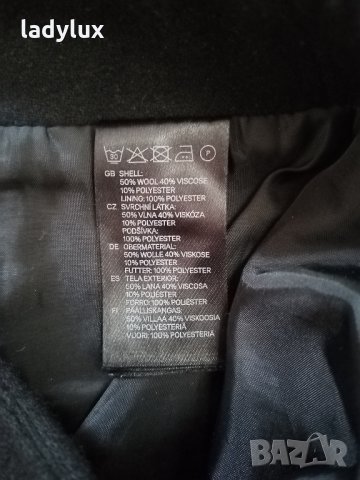 ladylux
30 P
GB SHELL:
50% WOOL 40% VISCOSE
10% POLYESTER
LINING: 100% POLYESTER
CZ SVRCHNÍ LÁTKA:
50% VLNA 40% VISKÓZA
10% POLYESTER
PODŠÍVKA:
100% POLYESTER
DE OBERMATERIAL:
50% WOLLE 40% VISKOSE
10% POLYESTER
FUTTER: 100% POLYESTER
ES TELA EXTERIOR:
50% LANA 40% VISCOSA
10% POLIÉSTER
FORRO: 100% POLIÉSTER
FI PÄÄLLISKANGAS:
50% VILLAA 40% VISKOOSIA
10% POLYESTERIÄ
VUORI: 100% POLYESTERIÄ
BAZAR